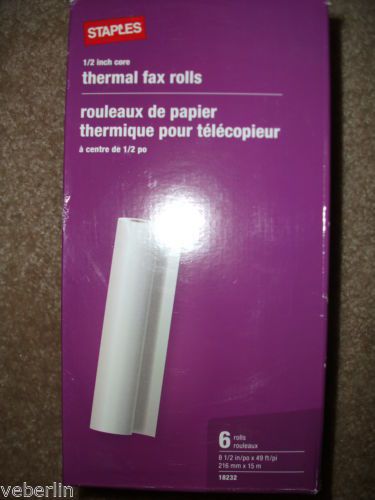 STAPLES
1/2 inch core
thermal fax rolls
rouleaux de papier
thermique pour télécopieur
à centre de 1/2 po
6 rolls
rouleaux
8 1/2 in/po x 49 ft/pi
216 mm x 15 m
18232
veberlin